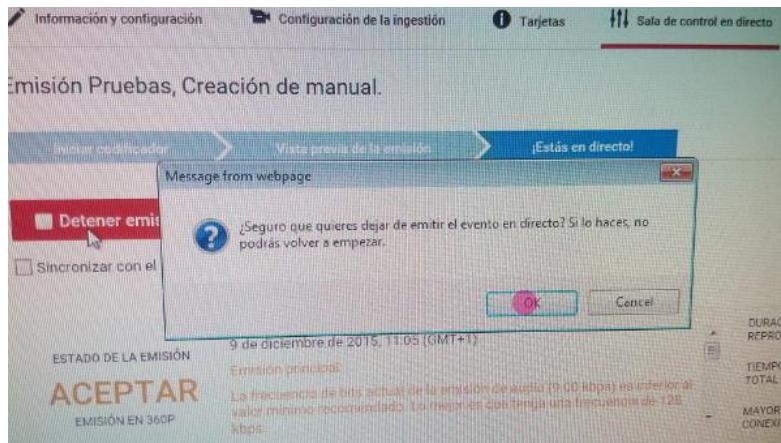 Información y configuración
Configuración de la ingestión
Tarjetas
Sala de control en directo
Emisión Pruebas, Creación de manual.
Iniciar codificador
Vista previa de la emisión
¡Estás en directo!
Message from webpage
Detener emis
¿Seguro que quieres dejar de emitir el evento en directo? Si lo haces, no
podrás volver a empezar.
Sincronizar con el
OK
Cancel
9 de diciembre de 2015, 11:05 (GMT+1)
DURAC
REPRO
ESTADO DE LA EMISIÓN
Emisión principal:
TIEMPO
TOTAL
ACEPTAR
La frecuencia de bits actual de la emisión de audio (0.00 kbps) es inferior al
valor mínimo recomendado. Lo mejor es que tenga una frecuencia de 128
kbps.
EMISIÓN EN 360P
MAYOR
CONEX